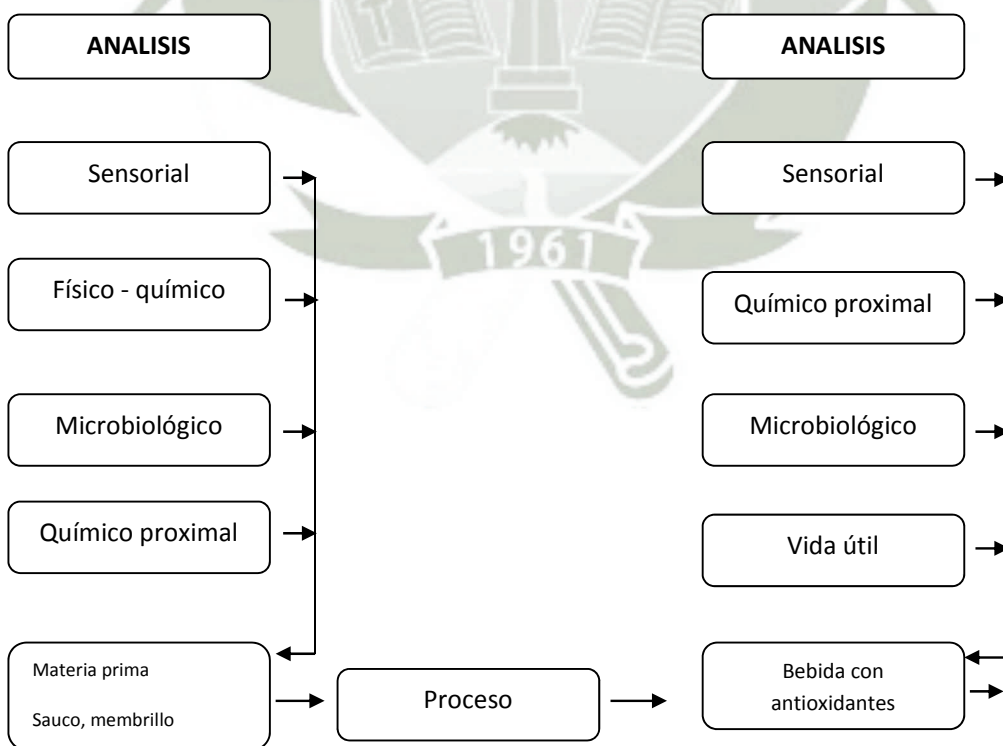 ANALISIS
Sensorial
Físico - químico
Microbiológico
Químico proximal
Materia prima
Sauco, membrillo
Proceso
ANALISIS
Sensorial
Químico proximal
Microbiológico
Vida útil
Bebida con
antioxidantes
1961